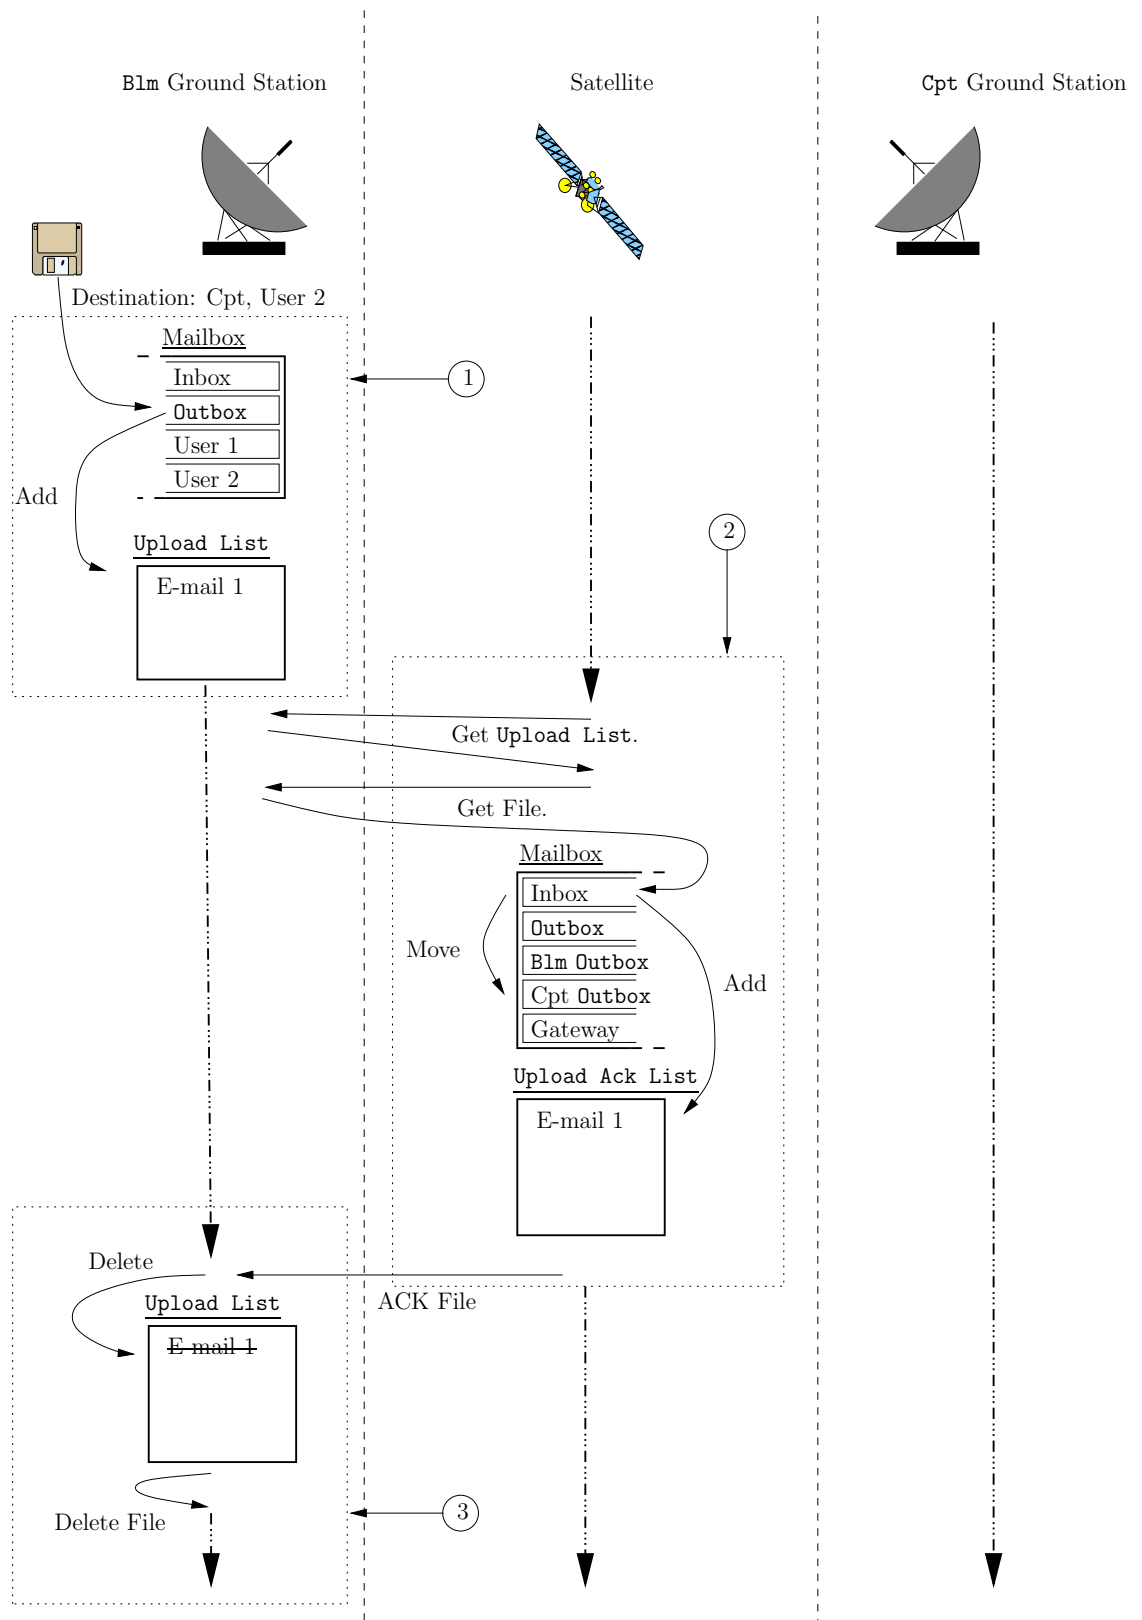 Blm Ground Station
Satellite
Cpt Ground Station
Destination: Cpt, User 2
Mailbox
Inbox
1
Outbox
User 1
User 2
Add
Upload List
2
E-mail 1
Get Upload List.
Get File.
Mailbox
Inbox
Outbox
Move
Blm Outbox
Add
Cpt Outbox
Gateway
Upload Ack List
E-mail 1
Delete
ACK File
Upload List
E-mail 1
3
Delete File